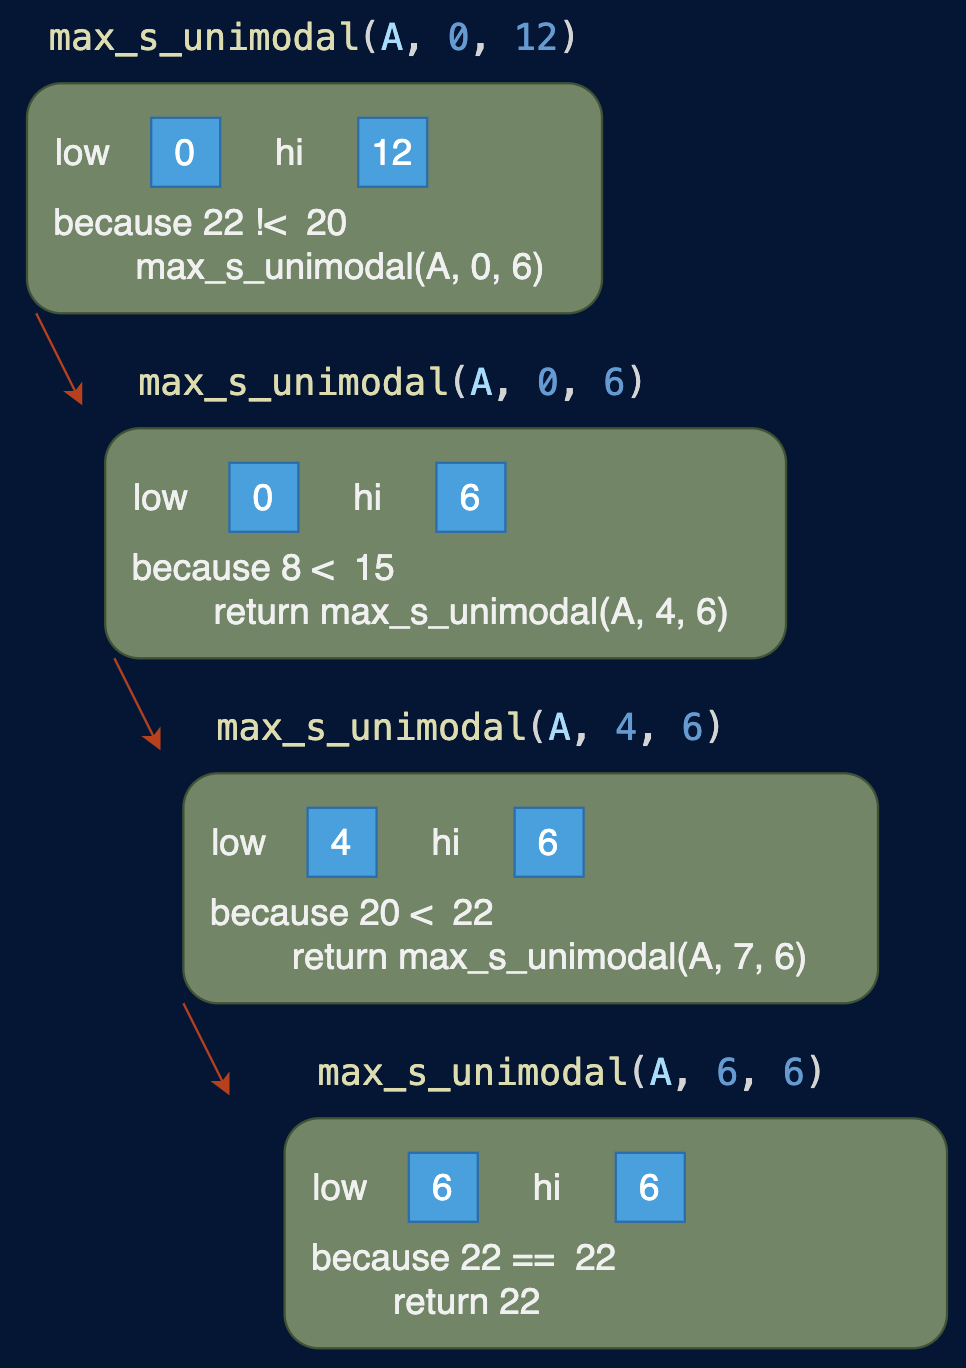 max_s_unimodal(A, 0, 12)
low 0 hi 12
because 22 !< 20
max_s_unimodal(A, 0, 6)
max_s_unimodal(A, 0, 6)
low 0 hi 6
because 8 < 15
return max_s_unimodal(A, 4, 6)
max_s_unimodal(A, 4, 6)
low 4 hi 6
because 20 < 22
return max_s_unimodal(A, 7, 6)
max_s_unimodal(A, 6, 6)
low 6 hi 6
because 22 == 22
return 22